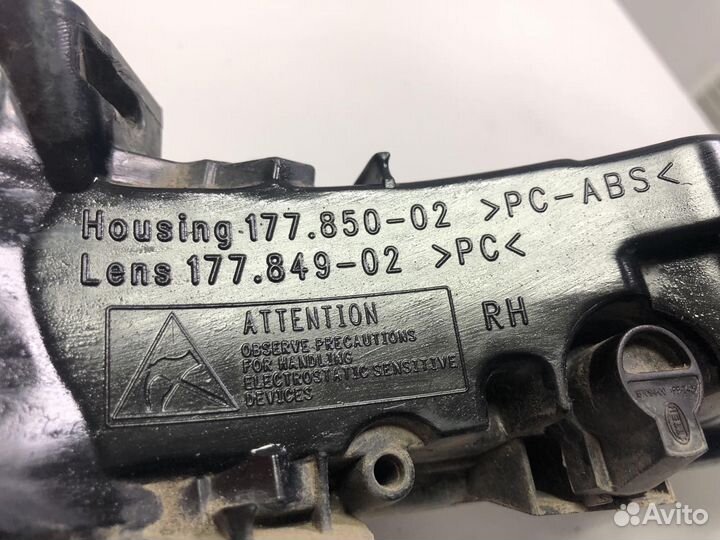 Housing 177.850-02 >PC-ABS<
Lens 177.849-02 >PC<
ATTENTION
OBSERVE PRECAUTIONS
FOR HANDLING
ELECTROSTATIC SENSITIVE
DEVICES
RH
Avito